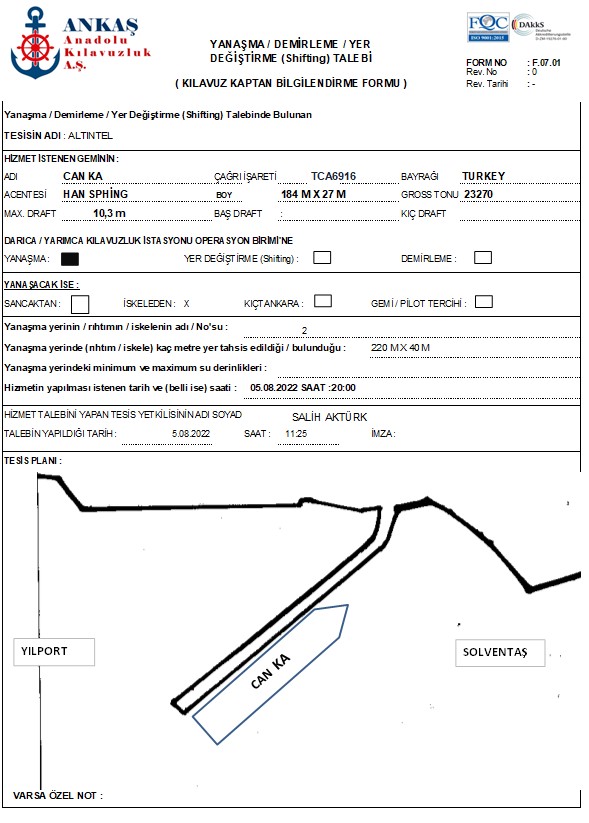 ANKAŞ
Anadolu
Kılavuzluk
A.Ş.
YANAŞMA / DEMİRLEME / YER
DEĞİŞTİRME (Shifting) TALEBİ
( KILAVUZ KAPTAN BİLGİLENDİRME FORMU )
FQC
ISO 9001:2015
DAkkS
Deutsche
Akkreditierungsstelle
FORM NO : F.07.01
Rev. No : 0
Rev. Tarihi : -
Yanaşma / Demirleme / Yer Değiştirme (Shifting) Talebinde Bulunan
TESİSİN ADI : ALTINTEL
HİZMET İSTENEN GEMİNİN :
ADI CAN KA ÇAĞRI İŞARETİ TCA6916 BAYRAĞI TURKEY
ACENTESİ HAN SPHİNG BOY 184 M X 27 M GROSS TONU 23270
MAX. DRAFT 10,3 m BAŞ DRAFT : KIÇ DRAFT
DARICA / YARIMCA KILAVUZLUK İSTASYONU OPERASYON BİRİMİ'NE
YANAŞMA : YER DEĞİŞTİRME (Shifting) : DEMİRLEME :
YANAŞACAK İSE :
SANCAKTAN : İSKELEDEN : X KIÇTANKARA : GEMİ / PİLOT TERCİHİ :
Yanaşma yerinin / rıhtımın / iskelenin adı / No'su : 2
Yanaşma yerinde (rıhtım / iskele) kaç metre yer tahsis edildiği / bulunduğu : 220 M X 40 M
Yanaşma yerindeki minimum ve maximum su derinlikleri :
Hizmetin yapılması istenen tarih ve (belli ise) saati : 05.08.2022 SAAT :20:00
HİZMET TALEBİNİ YAPAN TESİS YETKİLİSİNİN ADI SOYAD SALİH AKTÜRK
TALEBİN YAPILDIĞI TARİH : 5.08.2022 SAAT : 11:25 İMZA :
TESİS PLANI :
YILPORT
CAN KA
SOLVENTAŞ
VARSA ÖZEL NOT :